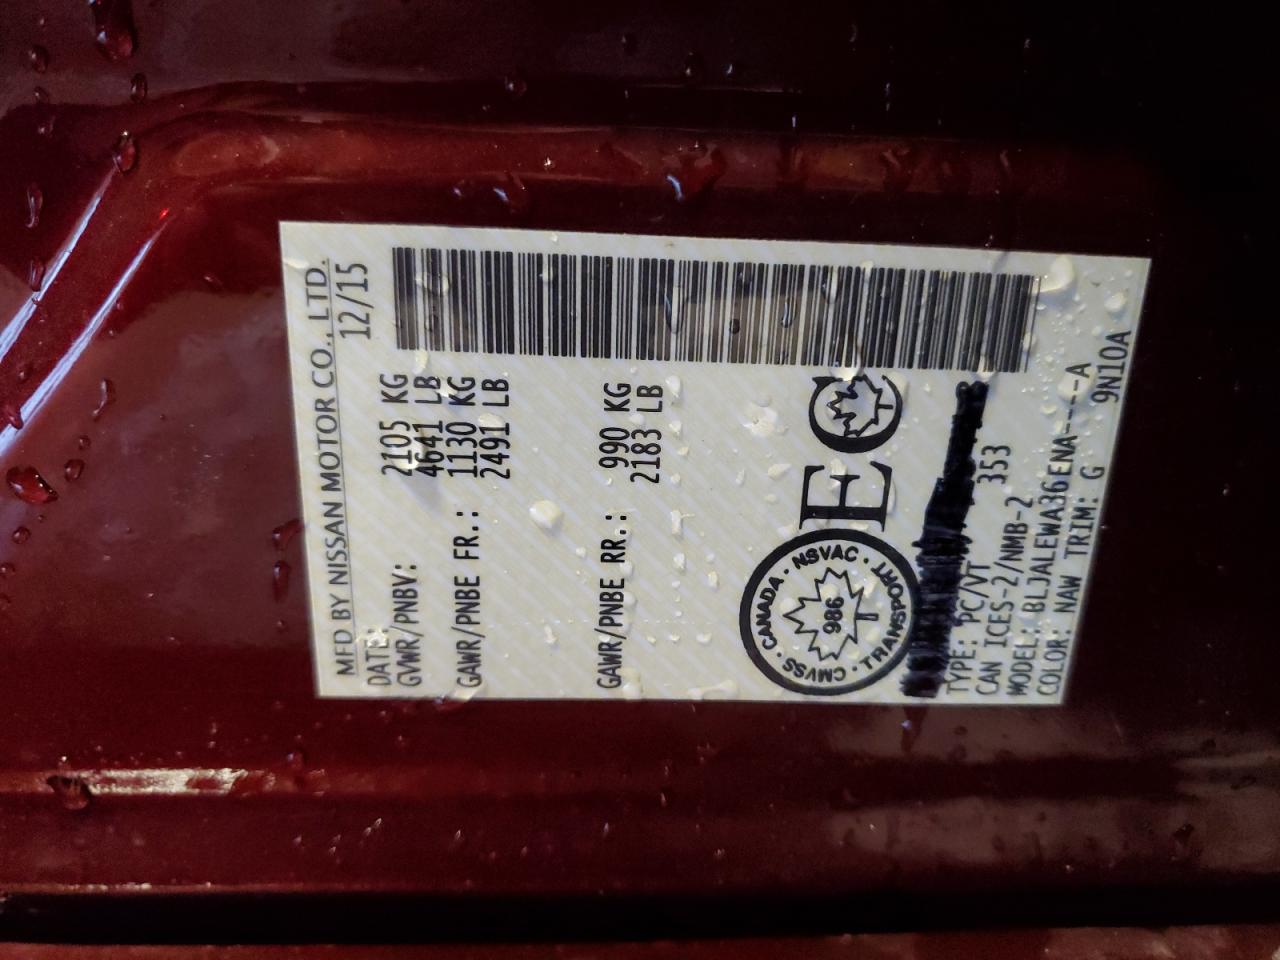 MFD BY NISSAN MOTOR CO., LTD.
DATE: 12/15
GVWR/PNBV: 2105 KG
4641 LB
GAWR/PNBE FR.: 1130 KG
2491 LB
GAWR/PNBE RR.: 990 KG
2183 LB
CANADA · NSVAC · TRANSPORT · CMVSS ·
986
E C
TYPE: PC/VT 353
CAN ICES-2/NMB-2
MODEL: BLJALEWA36ENA----A
COLOR: NAW TRIM: G 9N10A